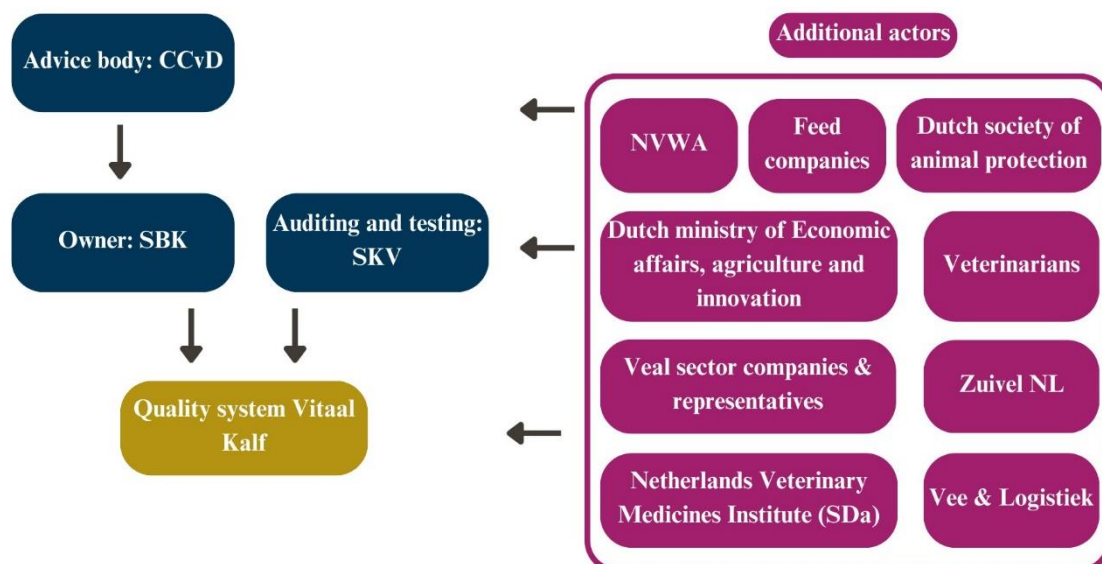 Advice body: CCvD
Owner: SBK
Auditing and testing:
SKV
Quality system Vitaal
Kalf
Additional actors
NVWA
Feed
companies
Dutch society of
animal protection
Dutch ministry of Economic
affairs, agriculture and
innovation
Veterinarians
Veal sector companies &
representatives
Zuivel NL
Netherlands Veterinary
Medicines Institute (SDa)
Vee & Logistiek